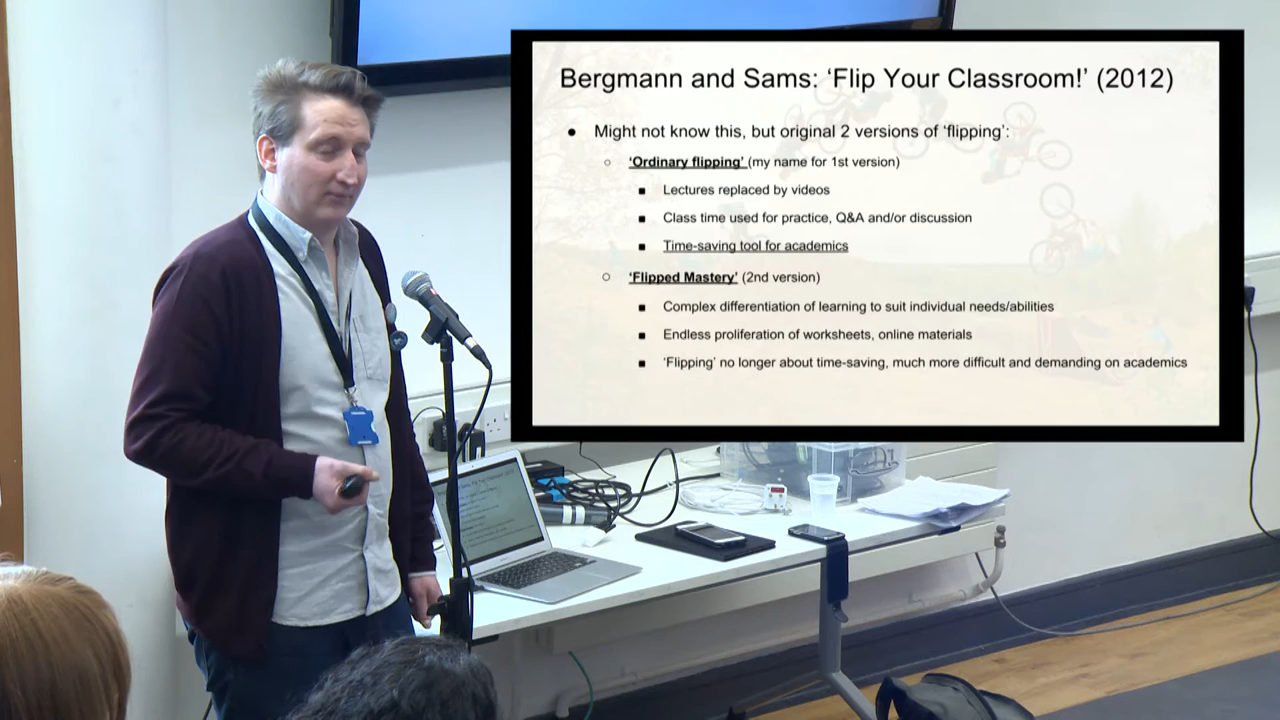 Bergmann and Sams: ‘Flip Your Classroom!’ (2012)
● Might not know this, but original 2 versions of ‘flipping’:
○ ‘Ordinary flipping’ (my name for 1st version)
■ Lectures replaced by videos
■ Class time used for practice, Q&A and/or discussion
■ Time-saving tool for academics
○ ‘Flipped Mastery’ (2nd version)
■ Complex differentiation of learning to suit individual needs/abilities
■ Endless proliferation of worksheets, online materials
■ ‘Flipping’ no longer about time-saving, much more difficult and demanding on academics